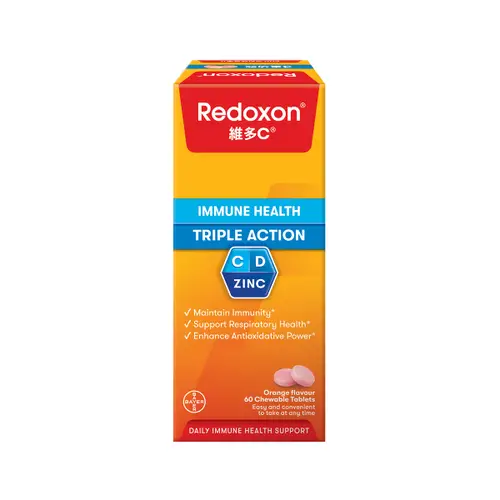 Redoxon®
維多C®
IMMUNE HEALTH
TRIPLE ACTION
C D
ZINC
✓ Maintain Immunity^
✓ Support Respiratory Health^
✓ Enhance Antioxidative Power^
Orange flavour
60 Chewable Tablets
Easy and convenient
to take at any time
BAYER
DAILY IMMUNE HEALTH SUPPORT